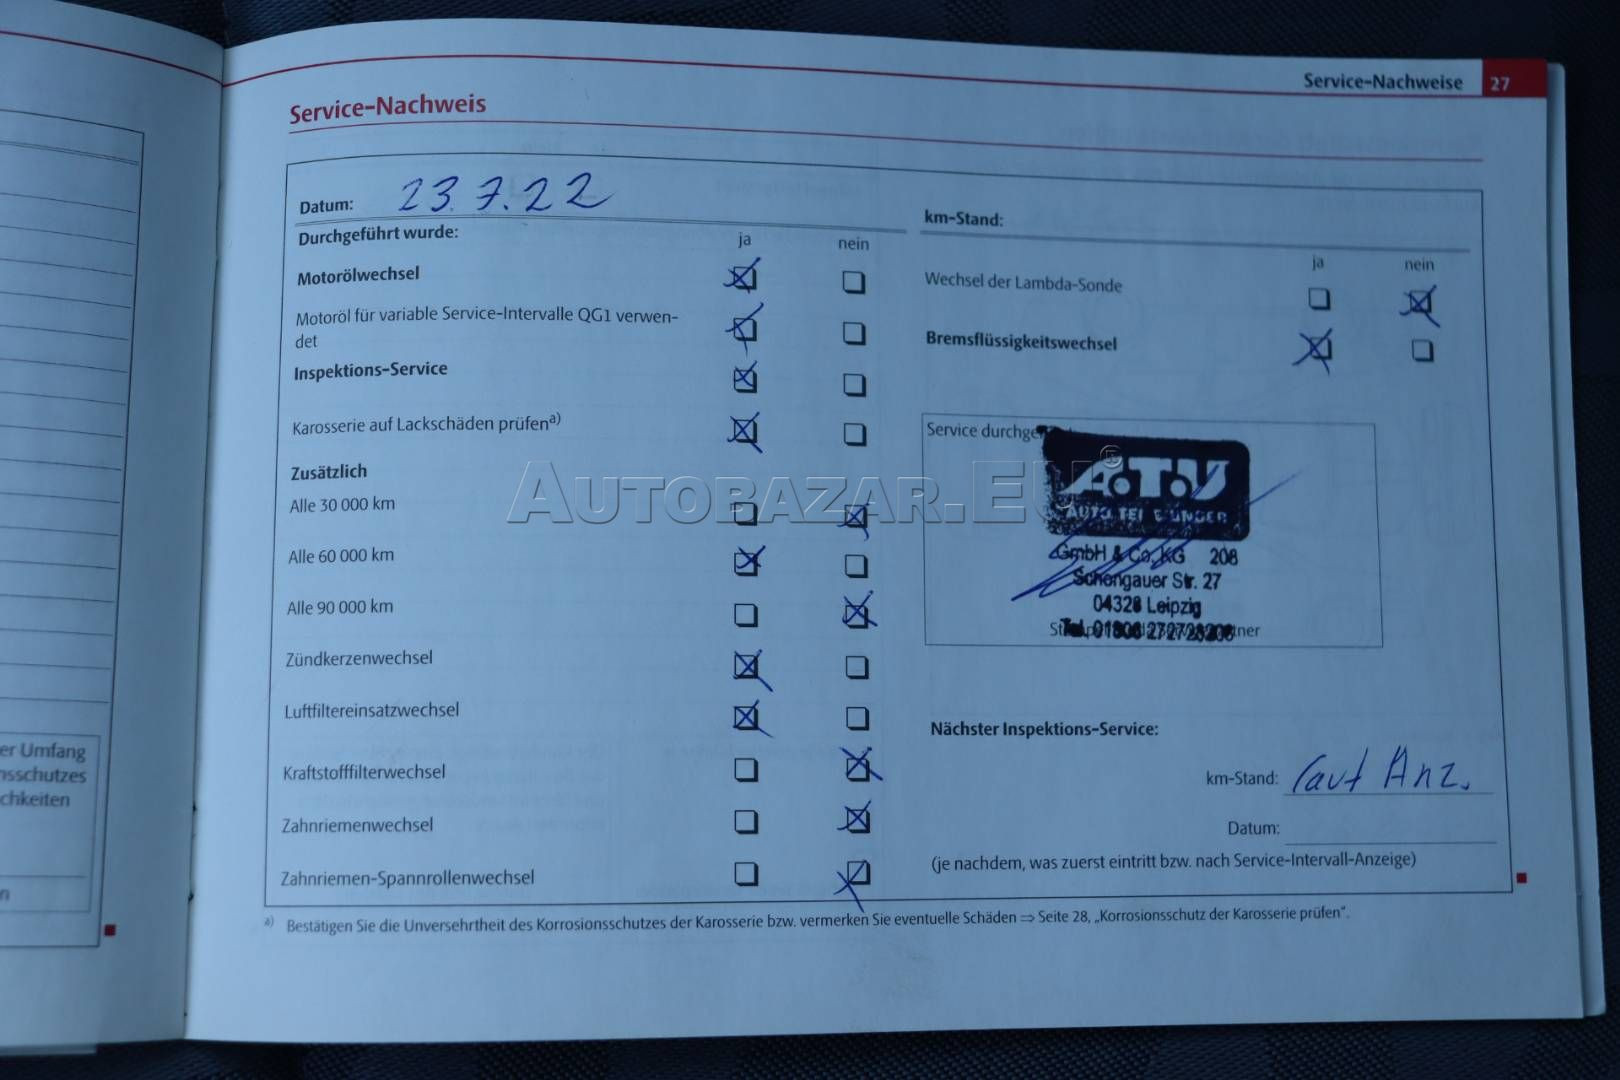 Service-Nachweise 27
Service-Nachweis
Datum: 23.7.22
km-Stand:
Durchgeführt wurde: ja nein
ja nein
Motorölwechsel
Wechsel der Lambda-Sonde
Motoröl für variable Service-Intervalle QG1 verwen-
det
Bremsflüssigkeitswechsel
Inspektions-Service
Karosserie auf Lackschäden prüfen a)
Zusätzlich
Alle 30 000 km
Alle 60 000 km
Alle 90 000 km
Zündkerzenwechsel
Luftfiltereinsatzwechsel
Kraftstofffilterwechsel
Zahnriemenwechsel
Zahnriemen-Spannrollenwechsel
Service
A.T.U
AUTO
GmbH & Co. KG 208
Schongauer Str. 27
04328 Leipzig
Tel.
Nächster Inspektions-Service:
km-Stand: laut Anz.
Datum:
(je nachdem, was zuerst eintritt bzw. nach Service-Intervall-Anzeige)
a) Bestätigen Sie die Unversehrtheit des Korrosionsschutzes der Karosserie bzw. vermerken Sie eventuelle Schäden ⇒ Seite 28, „Korrosionsschutz der Karosserie prüfen“.
er Umfang
nsschutzes
chkeiten
n
AUTOBAZAR.EU®